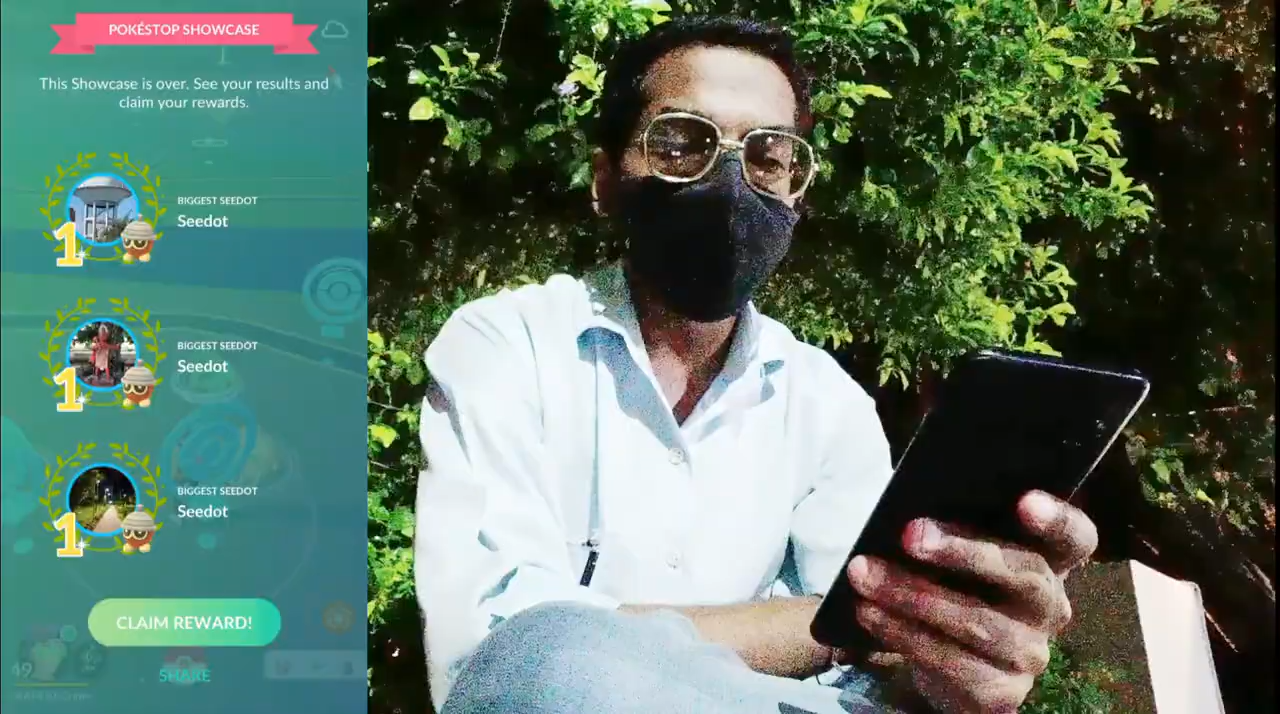 POKÉSTOP SHOWCASE
This Showcase is over. See your results and
claim your rewards.
1
BIGGEST SEEDOT
Seedot
1
BIGGEST SEEDOT
Seedot
1
BIGGEST SEEDOT
Seedot
CLAIM REWARD!
49
SHARE